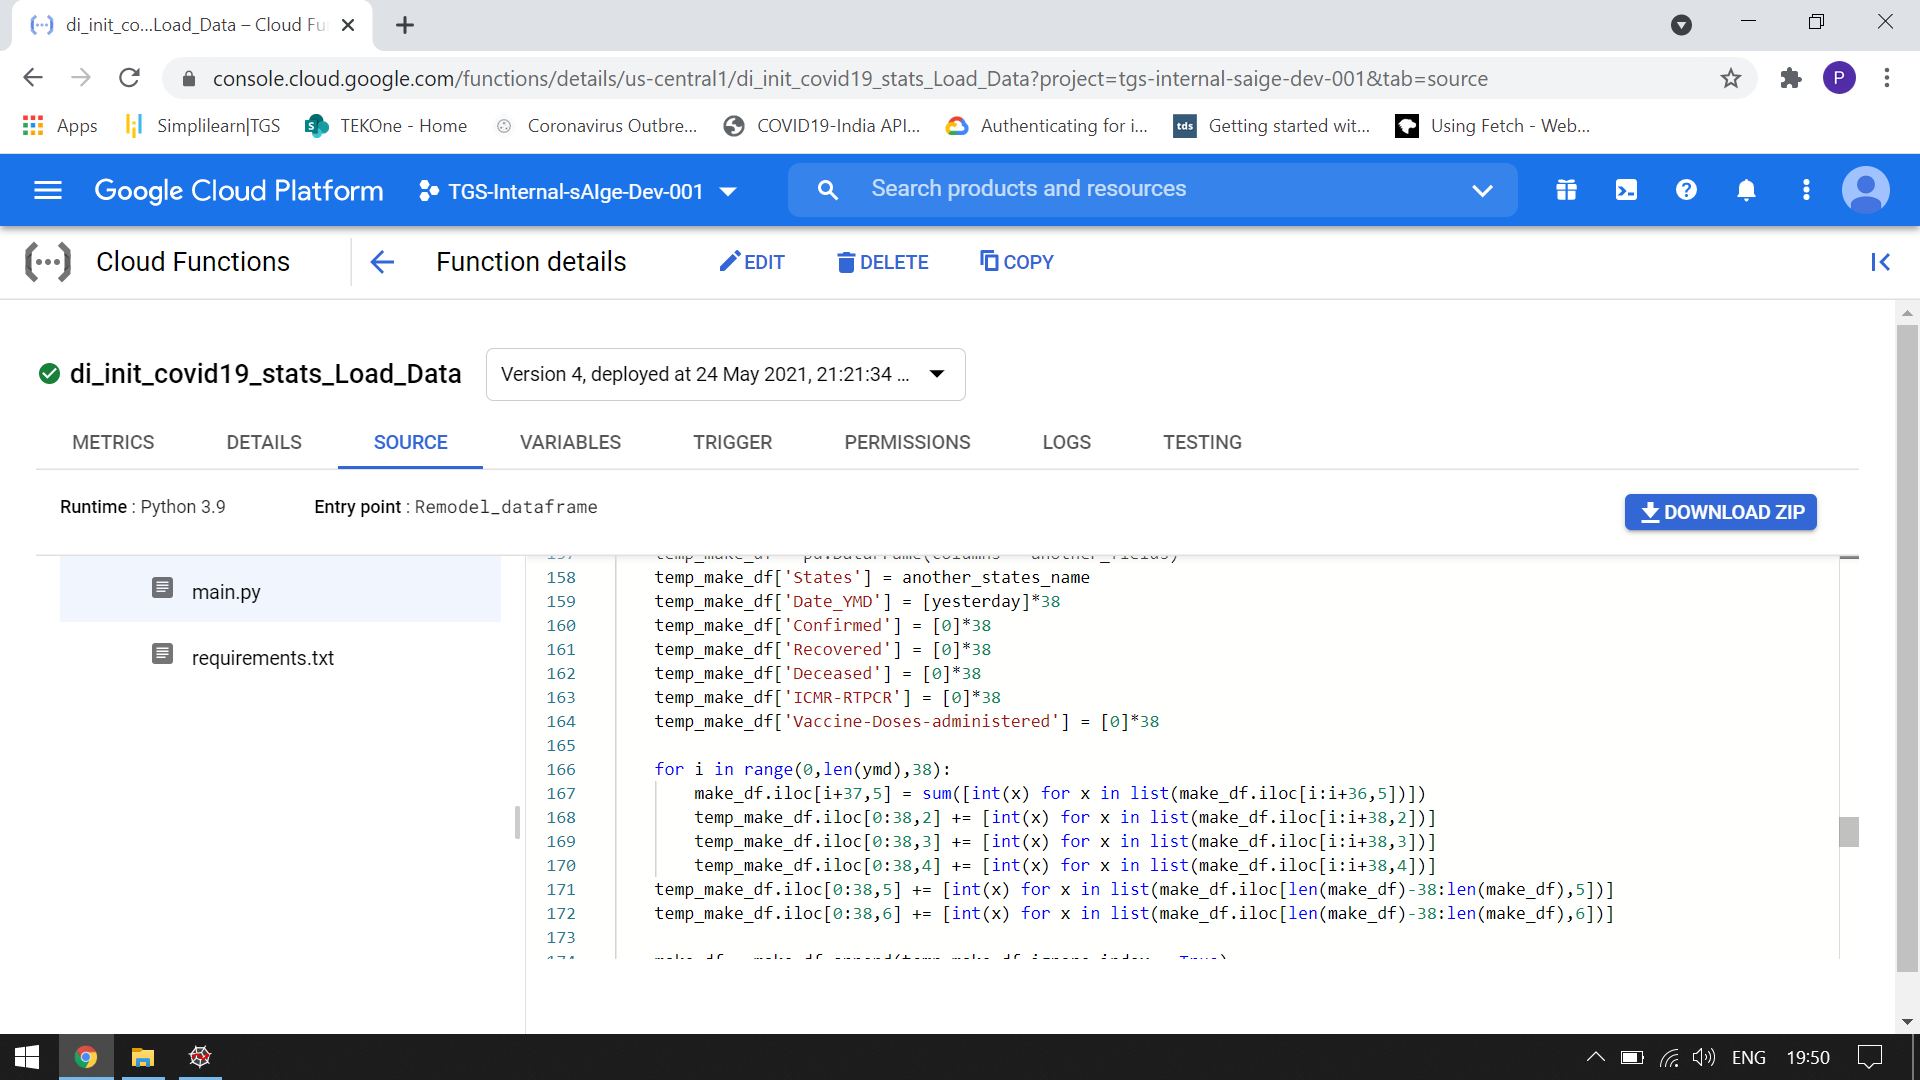 di_init_co...Load_Data – Cloud Fu
console.cloud.google.com/functions/details/us-central1/di_init_covid19_stats_Load_Data?project=tgs-internal-saige-dev-001&tab=source
P
Apps Simplilearn|TGS TEKOne - Home Coronavirus Outbre... COVID19-India API... Authenticating for i... tds Getting started wit... Using Fetch - Web...
Google Cloud Platform TGS-Internal-sAIge-Dev-001 Search products and resources
Cloud Functions Function details EDIT DELETE COPY
di_init_covid19_stats_Load_Data Version 4, deployed at 24 May 2021, 21:21:34 ...
METRICS DETAILS SOURCE VARIABLES TRIGGER PERMISSIONS LOGS TESTING
Runtime : Python 3.9 Entry point : Remodel_dataframe DOWNLOAD ZIP
main.py
requirements.txt
158 temp_make_df['States'] = another_states_name
159 temp_make_df['Date_YMD'] = [yesterday]*38
160 temp_make_df['Confirmed'] = [0]*38
161 temp_make_df['Recovered'] = [0]*38
162 temp_make_df['Deceased'] = [0]*38
163 temp_make_df['ICMR-RTPCR'] = [0]*38
164 temp_make_df['Vaccine-Doses-administered'] = [0]*38
165
166 for i in range(0,len(ymd),38):
167 make_df.iloc[i+37,5] = sum([int(x) for x in list(make_df.iloc[i:i+36,5])])
168 temp_make_df.iloc[0:38,2] += [int(x) for x in list(make_df.iloc[i:i+38,2])]
169 temp_make_df.iloc[0:38,3] += [int(x) for x in list(make_df.iloc[i:i+38,3])]
170 temp_make_df.iloc[0:38,4] += [int(x) for x in list(make_df.iloc[i:i+38,4])]
171 temp_make_df.iloc[0:38,5] += [int(x) for x in list(make_df.iloc[len(make_df)-38:len(make_df),5])]
172 temp_make_df.iloc[0:38,6] += [int(x) for x in list(make_df.iloc[len(make_df)-38:len(make_df),6])]
173
ENG 19:50